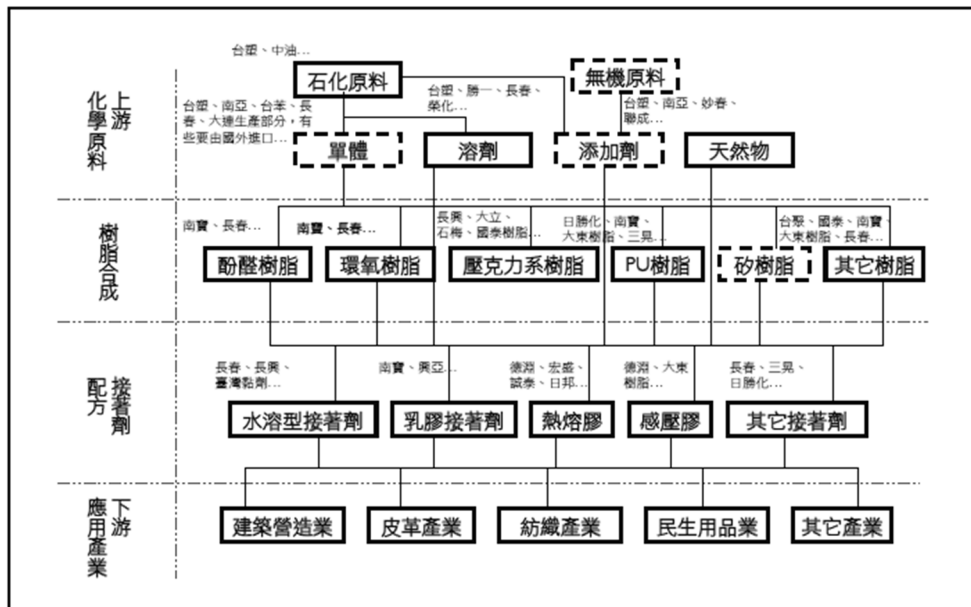 上游
化學原料
台塑、中油...
石化原料
無機原料
台塑、勝一、長春、
榮化...
台塑、南亞、妙春、
聯成...
台塑、南亞、台苯、長
春、大連生產部分，有
些要由國外進口...
單體
溶劑
添加劑
天然物
樹脂合成
南寶、長春...
南寶、長春...
長興、大立、
石梅、國泰樹脂...
日勝化、南寶、
大東樹脂、三晃...
台聚、國泰、南寶、
大東樹脂、長春...
酚醛樹脂
環氧樹脂
壓克力系樹脂
PU樹脂
矽樹脂
其它樹脂
接著劑
配方
長春、長興、
臺灣黏劑...
南寶、興亞...
德淵、宏盛、
誠泰、日邦...
德淵、大東
樹脂...
長春、三晃、
日勝化...
水溶型接著劑
乳膠接著劑
熱熔膠
感壓膠
其它接著劑
下游
應用產業
建築營造業
皮革產業
紡織產業
民生用品業
其它產業